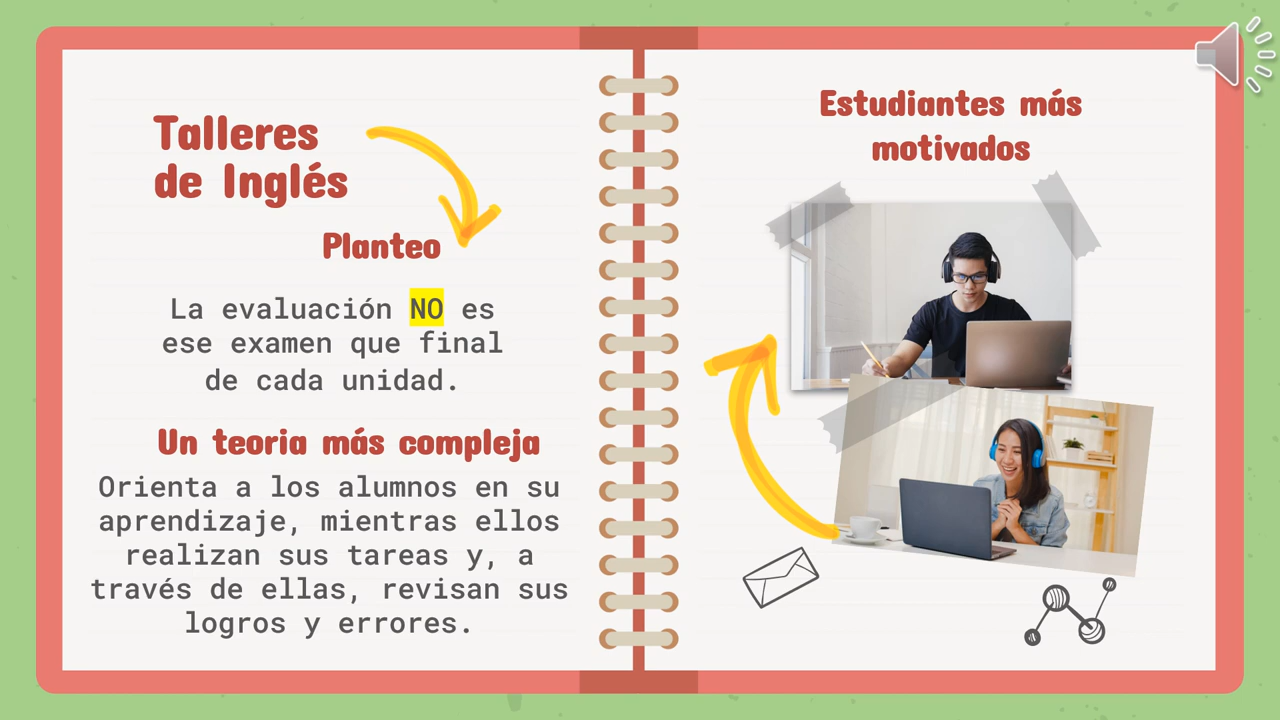 Talleres
de Inglés
Planteo
La evaluación NO es
ese examen que final
de cada unidad.
Un teoria más compleja
Orienta a los alumnos en su
aprendizaje, mientras ellos
realizan sus tareas y, a
través de ellas, revisan sus
logros y errores.
Estudiantes más
motivados